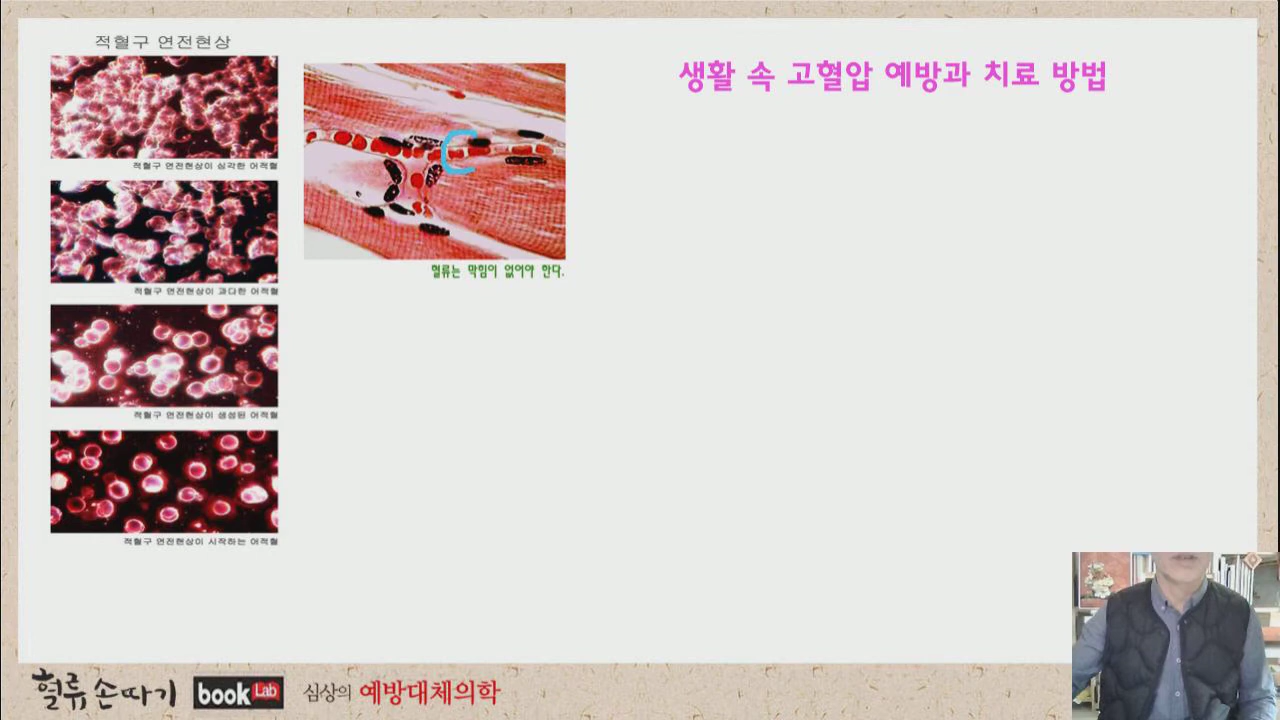 적혈구 연전현상
적혈구 연전현상이 심각한 어적혈
적혈구 연전현상이 과다한 어적혈
적혈구 연전현상이 생성된 어적혈
적혈구 연전현상이 시작하는 어적혈
혈류는 막힘이 없어야 한다.
생활 속 고혈압 예방과 치료 방법
혈류 손따기
book Lab
심상의 예방대체의학